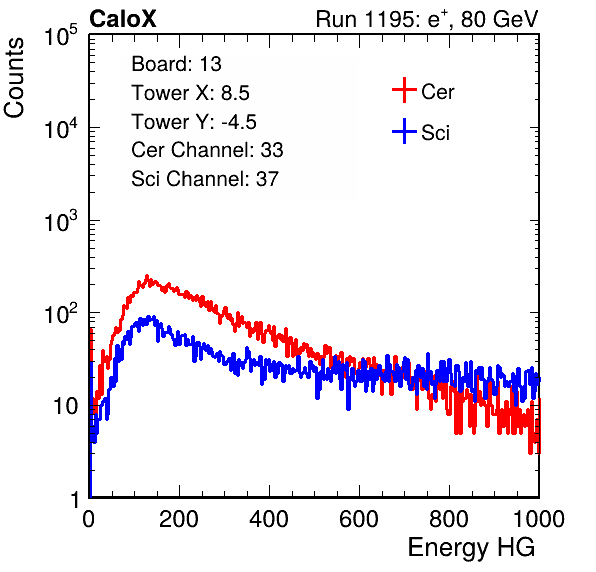 CaloX Run 1195: e⁺, 80 GeV
Counts
Board: 13
Tower X: 8.5
Tower Y: -4.5
Cer Channel: 33
Sci Channel: 37
Cer
Sci
10⁵
10⁴
10³
10²
10
1
0 200 400 600 800 1000
Energy HG